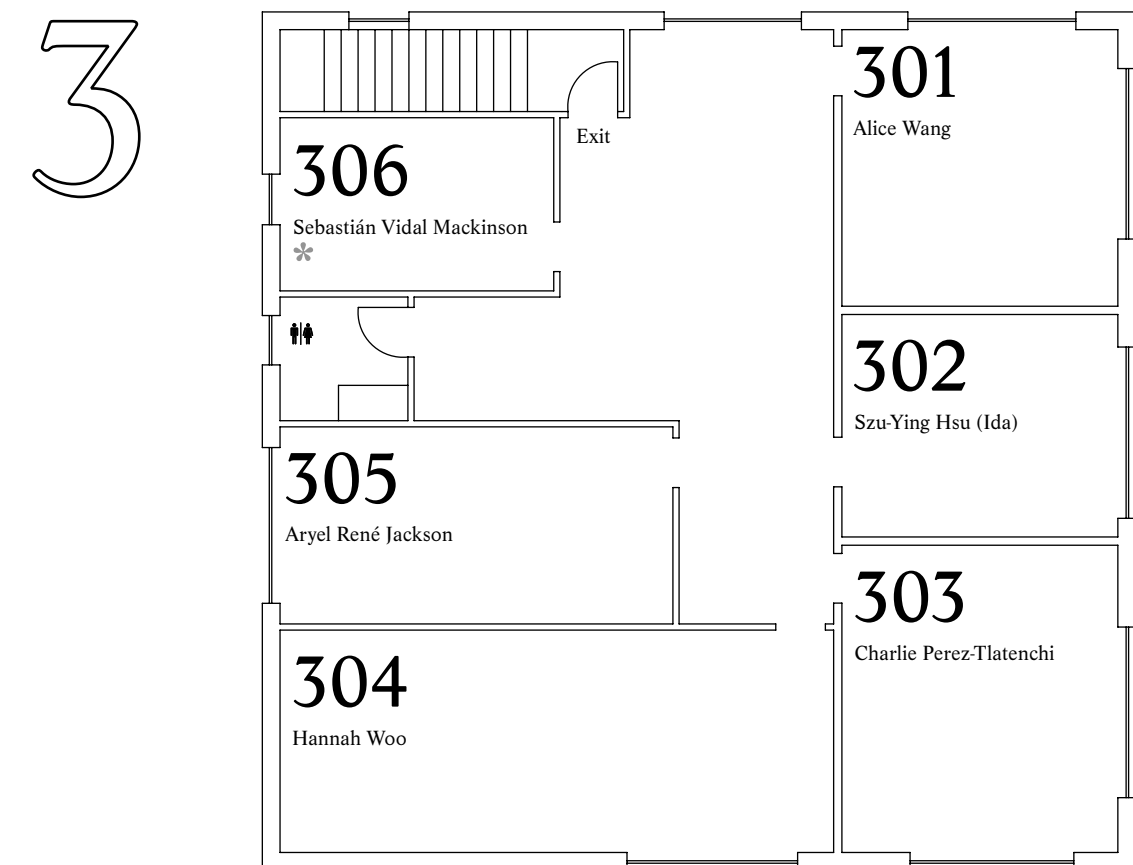 3
301
Alice Wang
Exit
306
Sebastián Vidal Mackinson
*
302
Szu-Ying Hsu (Ida)
305
Aryel René Jackson
303
Charlie Perez-Tlatenchi
304
Hannah Woo